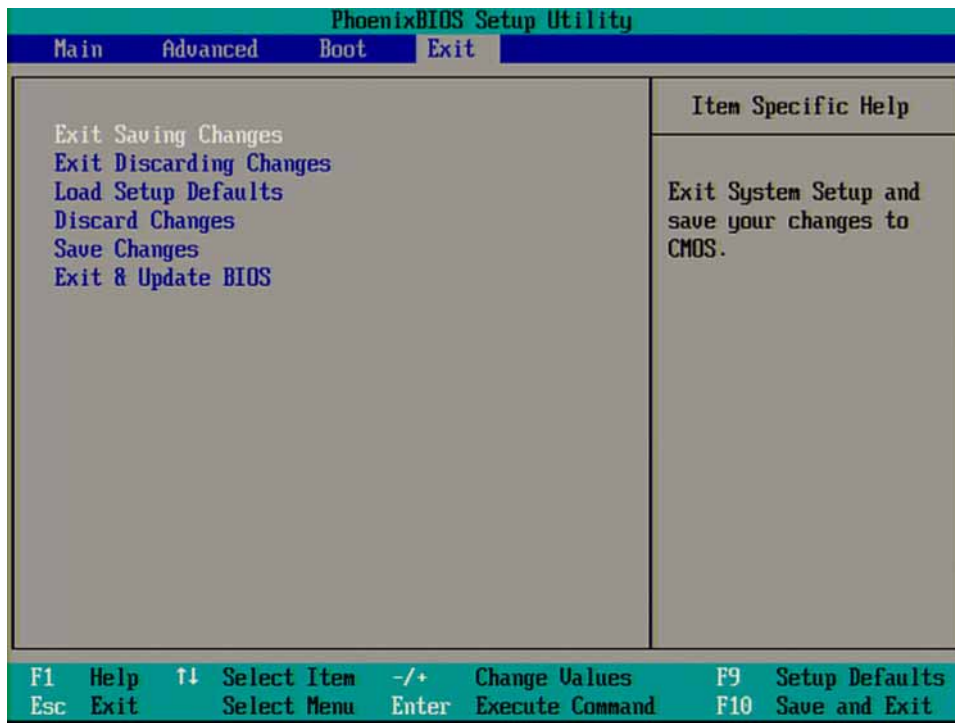 PhoenixBIOS Setup Utility
Main Advanced Boot Exit
Item Specific Help
Exit Saving Changes
Exit Discarding Changes
Load Setup Defaults
Discard Changes
Save Changes
Exit & Update BIOS
Exit System Setup and
save your changes to
CMOS.
F1 Help ↑↓ Select Item -/+ Change Values F9 Setup Defaults
Esc Exit Select Menu Enter Execute Command F10 Save and Exit